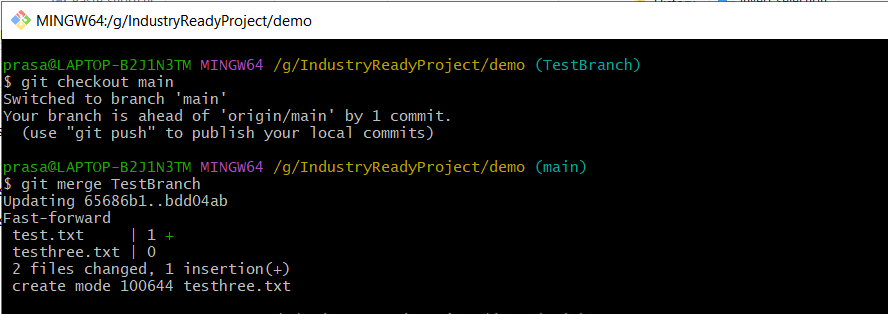 MINGW64:/g/IndustryReadyProject/demo
prasa@LAPTOP-B2J1N3TM MINGW64 /g/IndustryReadyProject/demo (TestBranch)
$ git checkout main
Switched to branch 'main'
Your branch is ahead of 'origin/main' by 1 commit.
  (use "git push" to publish your local commits)
prasa@LAPTOP-B2J1N3TM MINGW64 /g/IndustryReadyProject/demo (main)
$ git merge TestBranch
Updating 65686b1..bdd04ab
Fast-forward
 test.txt     | 1 +
 testhree.txt | 0
 2 files changed, 1 insertion(+)
 create mode 100644 testhree.txt